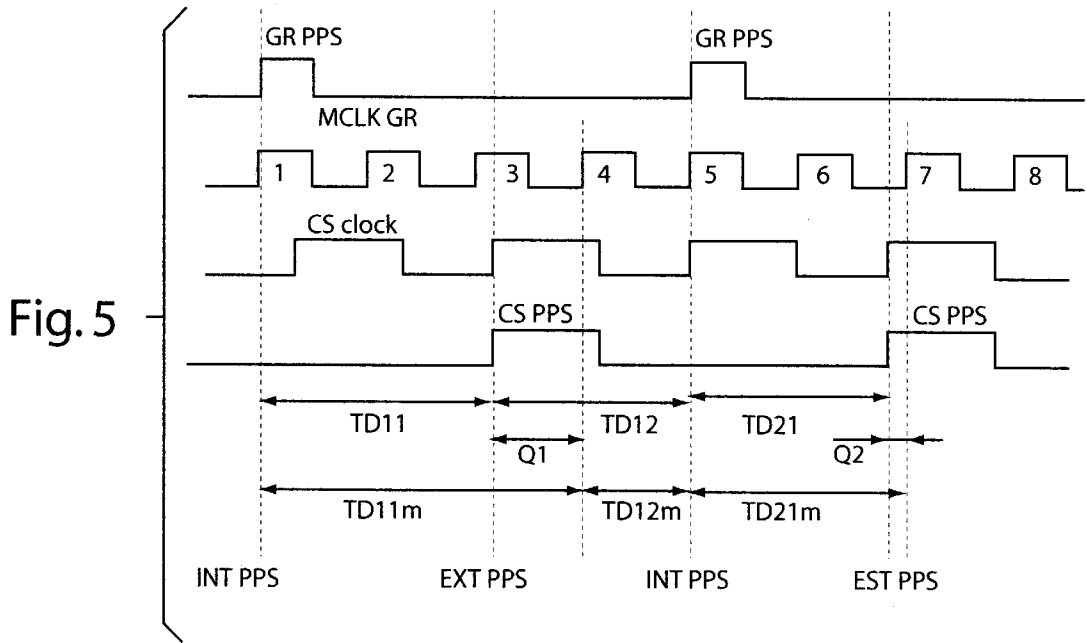 GR PPS
GR PPS
MCLK GR
1 2 3 4 5 6 7 8
CS clock
Fig. 5
CS PPS
CS PPS
TD11
TD12
TD21
Q1
Q2
TD11m
TD12m
TD21m
INT PPS
EXT PPS
INT PPS
EST PPS